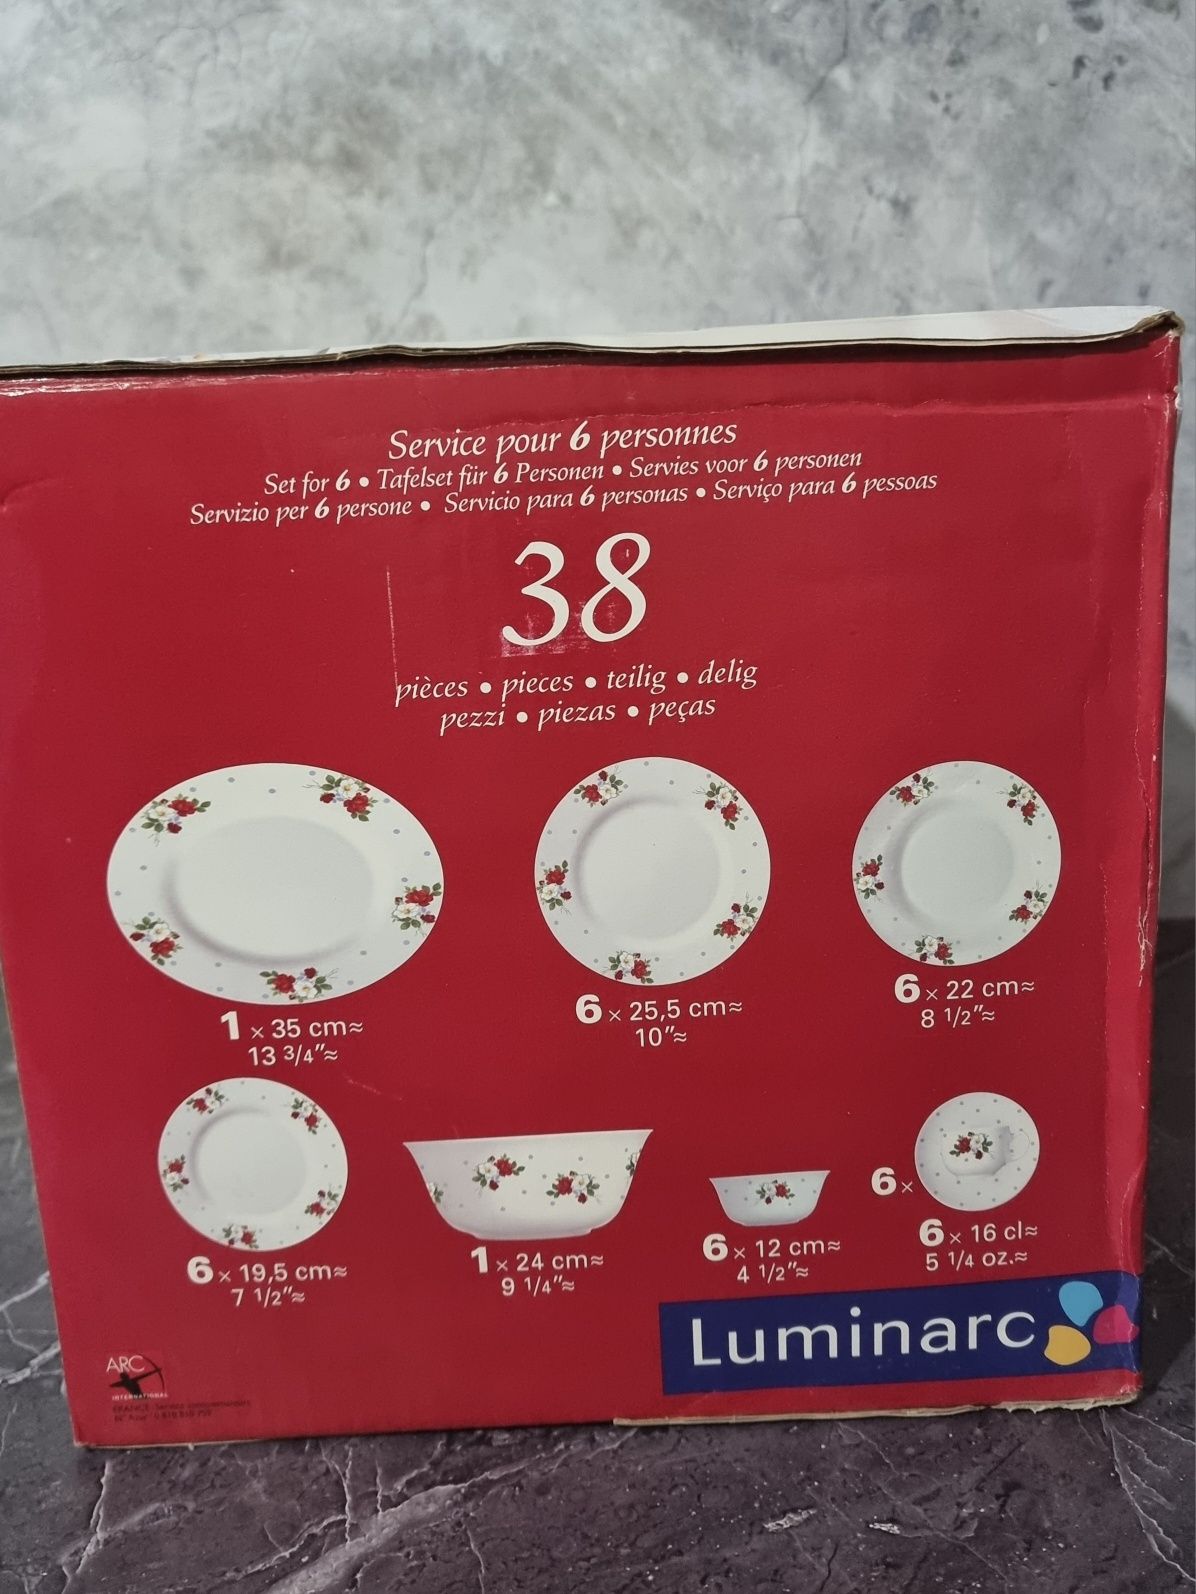 Service pour 6 personnes
Set for 6 • Tafelset für 6 Personen • Servies voor 6 personen
Servizio per 6 persone • Servicio para 6 personas • Serviço para 6 pessoas
38
pièces • pieces • teilig • delig
pezzi • piezas • peças
1 x 35 cm≈
13 3/4"≈
6 x 25,5 cm≈
10"≈
6 x 22 cm≈
8 1/2"≈
6 x 19,5 cm≈
7 1/2"≈
1 x 24 cm≈
9 1/4"≈
6 x 12 cm≈
4 1/2"≈
6 x
6 x 16 cl≈
5 1/4 oz.≈
Luminarc
ARC
INTERNATIONAL
FRANCE Service consommateurs